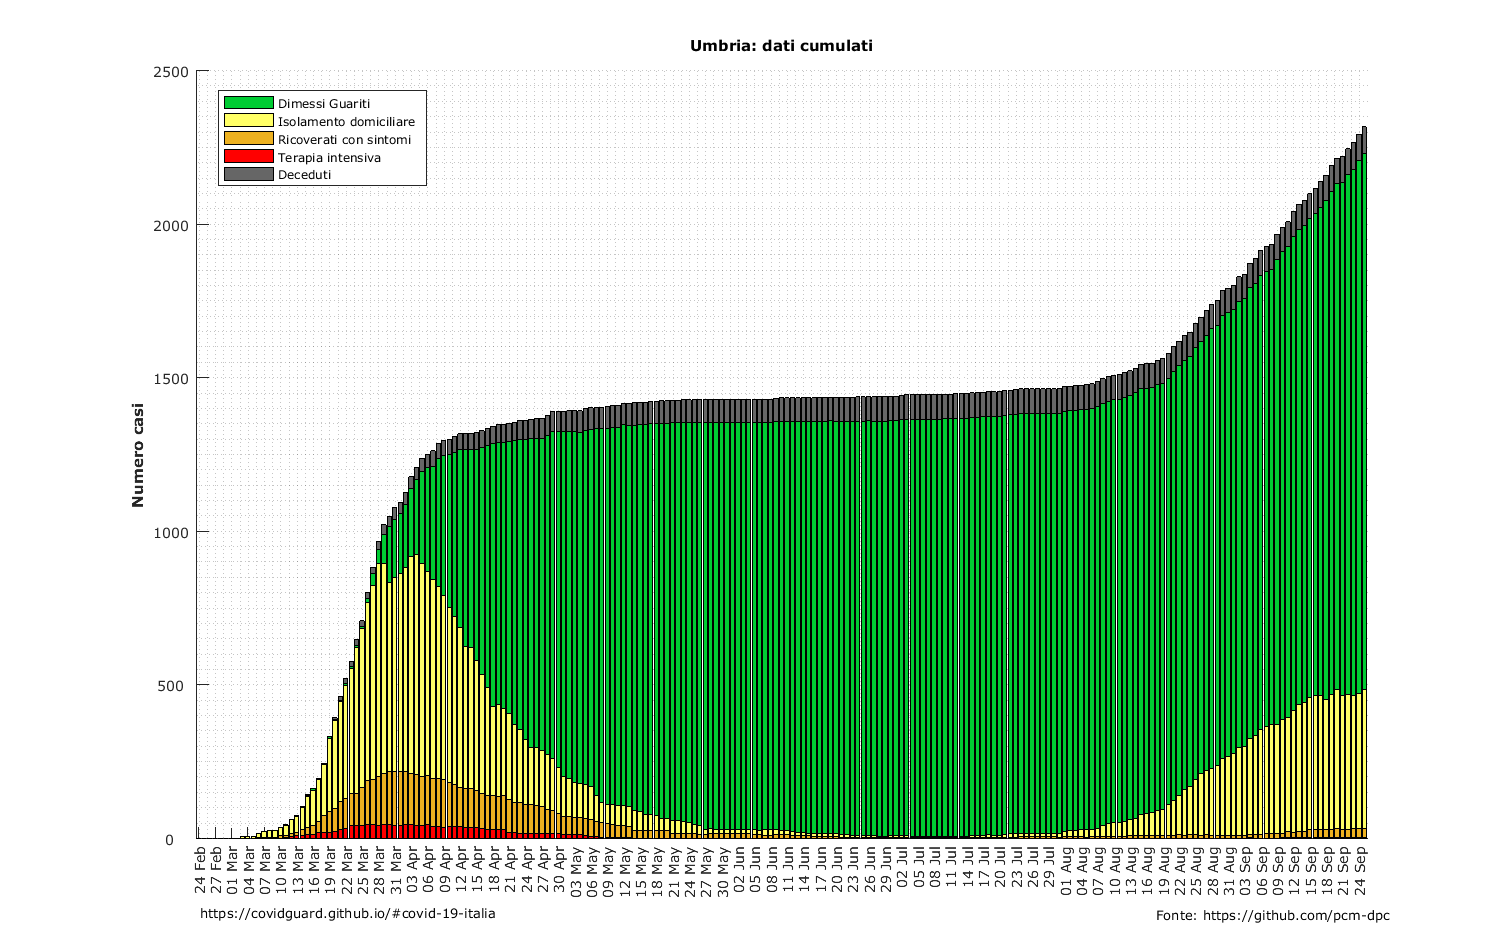 Umbria: dati cumulati
2500
2000
1500
1000
500
0
Numero casi
Dimessi Guariti
Isolamento domiciliare
Ricoverati con sintomi
Terapia intensiva
Deceduti
24 Feb
27 Feb
01 Mar
04 Mar
07 Mar
10 Mar
13 Mar
16 Mar
19 Mar
22 Mar
25 Mar
28 Mar
31 Mar
03 Apr
06 Apr
09 Apr
12 Apr
15 Apr
18 Apr
21 Apr
24 Apr
27 Apr
30 Apr
03 May
06 May
09 May
12 May
15 May
18 May
21 May
24 May
27 May
30 May
02 Jun
05 Jun
08 Jun
11 Jun
14 Jun
17 Jun
20 Jun
23 Jun
26 Jun
29 Jun
02 Jul
05 Jul
08 Jul
11 Jul
14 Jul
17 Jul
20 Jul
23 Jul
26 Jul
29 Jul
01 Aug
04 Aug
07 Aug
10 Aug
13 Aug
16 Aug
19 Aug
22 Aug
25 Aug
28 Aug
31 Aug
03 Sep
06 Sep
09 Sep
12 Sep
15 Sep
18 Sep
21 Sep
24 Sep
https://covidguard.github.io/#covid-19-italia
Fonte: https://github.com/pcm-dpc